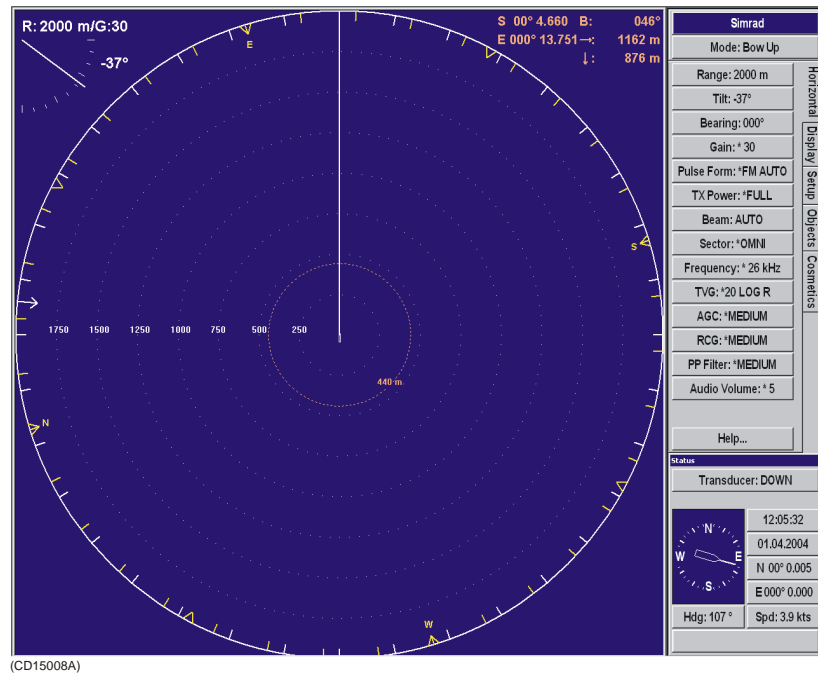 R: 2000 m/G:30
-37°
S 00° 4.660 B: 046°
E 000° 13.751→: 1162 m
↓: 876 m
E
S
N
W
1750 1500 1250 1000 750 500 250
440 m
Simrad
Mode: Bow Up
Range: 2000 m
Tilt: -37°
Bearing: 000°
Gain: * 30
Pulse Form: *FM AUTO
TX Power: *FULL
Beam: AUTO
Sector: *OMNI
Frequency: * 26 kHz
TVG: *20 LOG R
AGC: *MEDIUM
RCG: *MEDIUM
PP Filter: *MEDIUM
Audio Volume: * 5
Help...
Horizontal
Display
Setup
Objects
Cosmetics
Status
Transducer: DOWN
N
W
E
S
12:05:32
01.04.2004
N 00° 0.005
E 000° 0.000
Hdg: 107 °
Spd: 3.9 kts
(CD15008A)